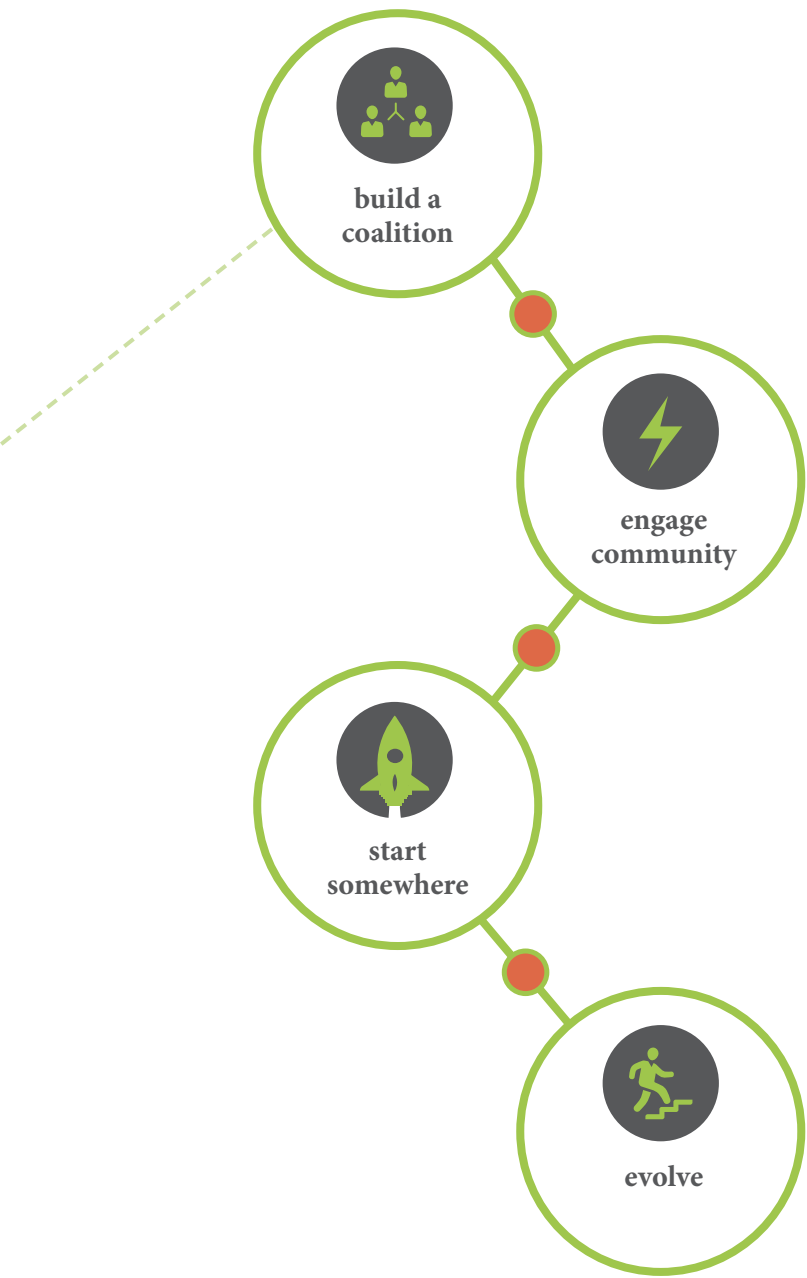 build a
coalition
engage
community
start
somewhere
evolve